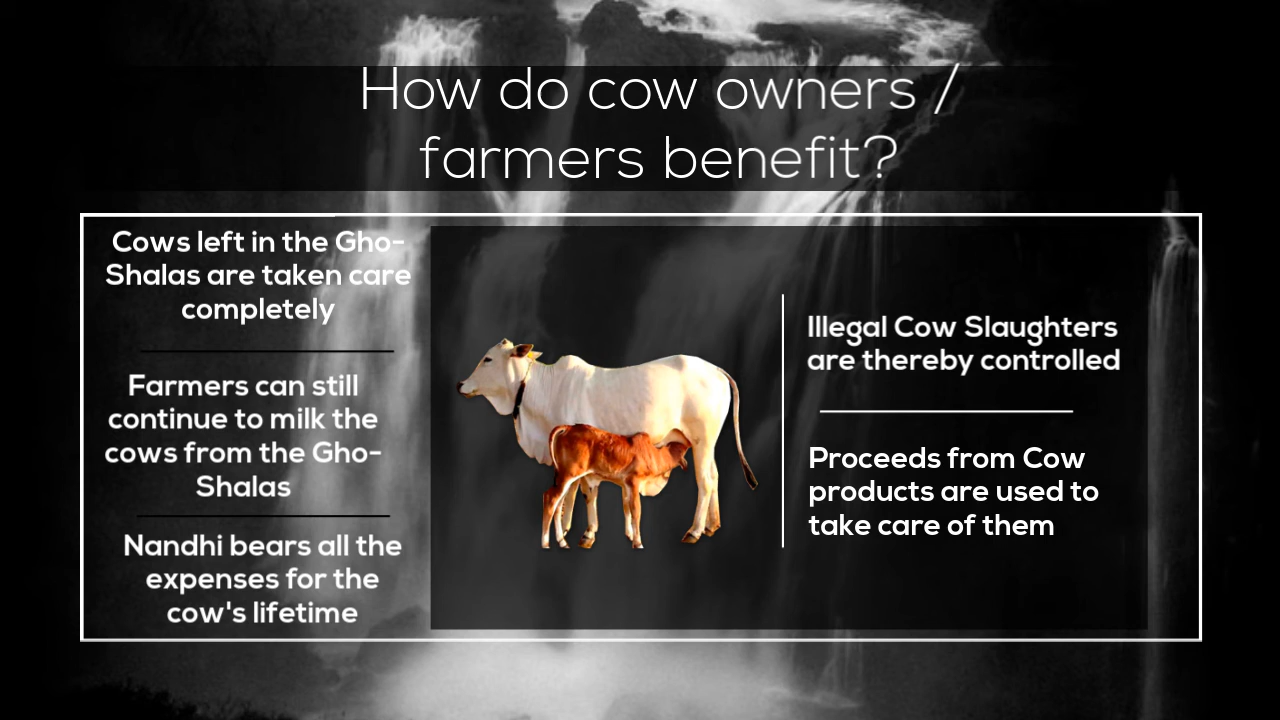 How do cow owners /
farmers benefit?
Cows left in the Gho-
Shalas are taken care
completely
Farmers can still
continue to milk the
cows from the Gho-
Shalas
Nandhi bears all the
expenses for the
cow's lifetime
Illegal Cow Slaughters
are thereby controlled
Proceeds from Cow
products are used to
take care of them